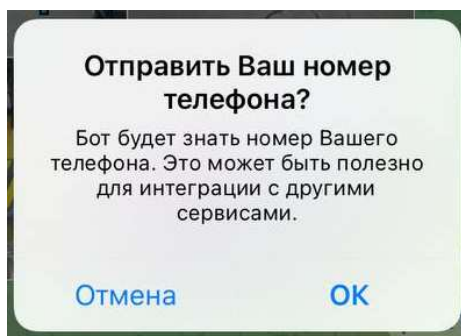 Отправить Ваш номер
телефона?
Бот будет знать номер Вашего
телефона. Это может быть полезно
для интеграции с другими
сервисами.
Отмена
ОК